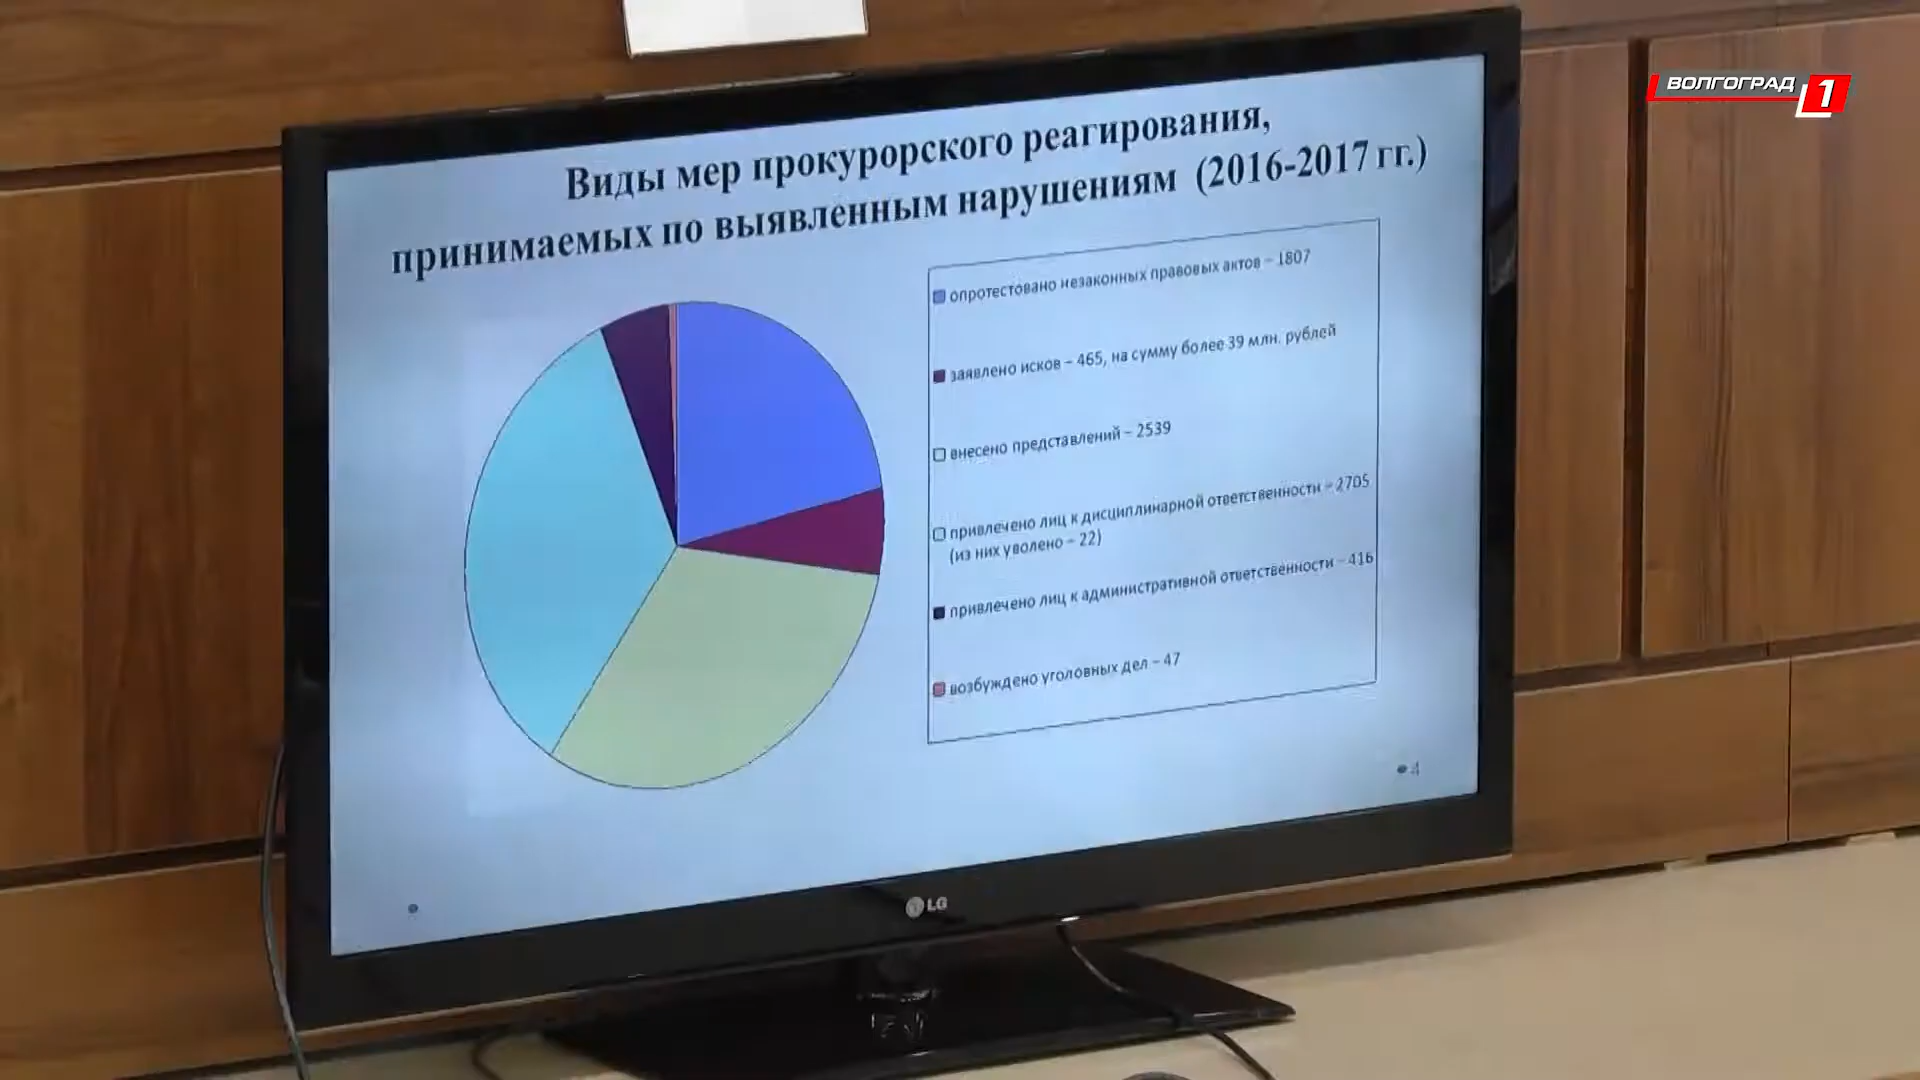 ВОЛГОГРАД 1
Виды мер прокурорского реагирования,
принимаемых по выявленным нарушениям (2016-2017 гг.)
опротестовано незаконных правовых актов – 1807
заявлено исков – 465, на сумму более 39 млн. рублей
внесено представлений – 2539
привлечено лиц к дисциплинарной ответственности – 2705
(из них уволено – 22)
привлечено лиц к административной ответственности – 416
возбуждено уголовных дел – 47
4
LG